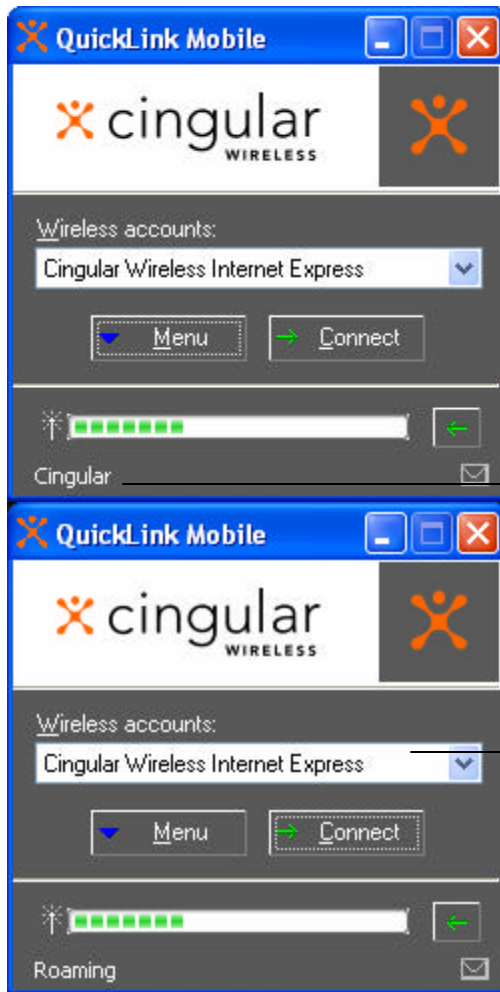 QuickLink Mobile
cingular
WIRELESS
Wireless accounts:
Cingular Wireless Internet Express
Menu Connect
Cingular
QuickLink Mobile
cingular
WIRELESS
Wireless accounts:
Cingular Wireless Internet Express
Menu Connect
Roaming